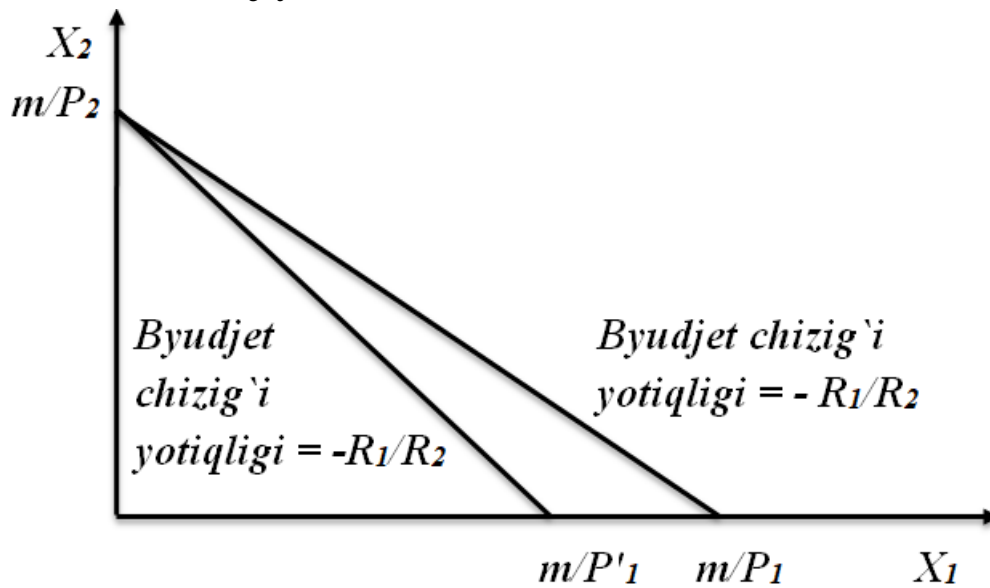 X2
m/P2
Byudjet
chizig`i
yotiqligi = -R1/R2
Byudjet chizig`i
yotiqligi = - R1/R2
m/P'1
m/P1
X1